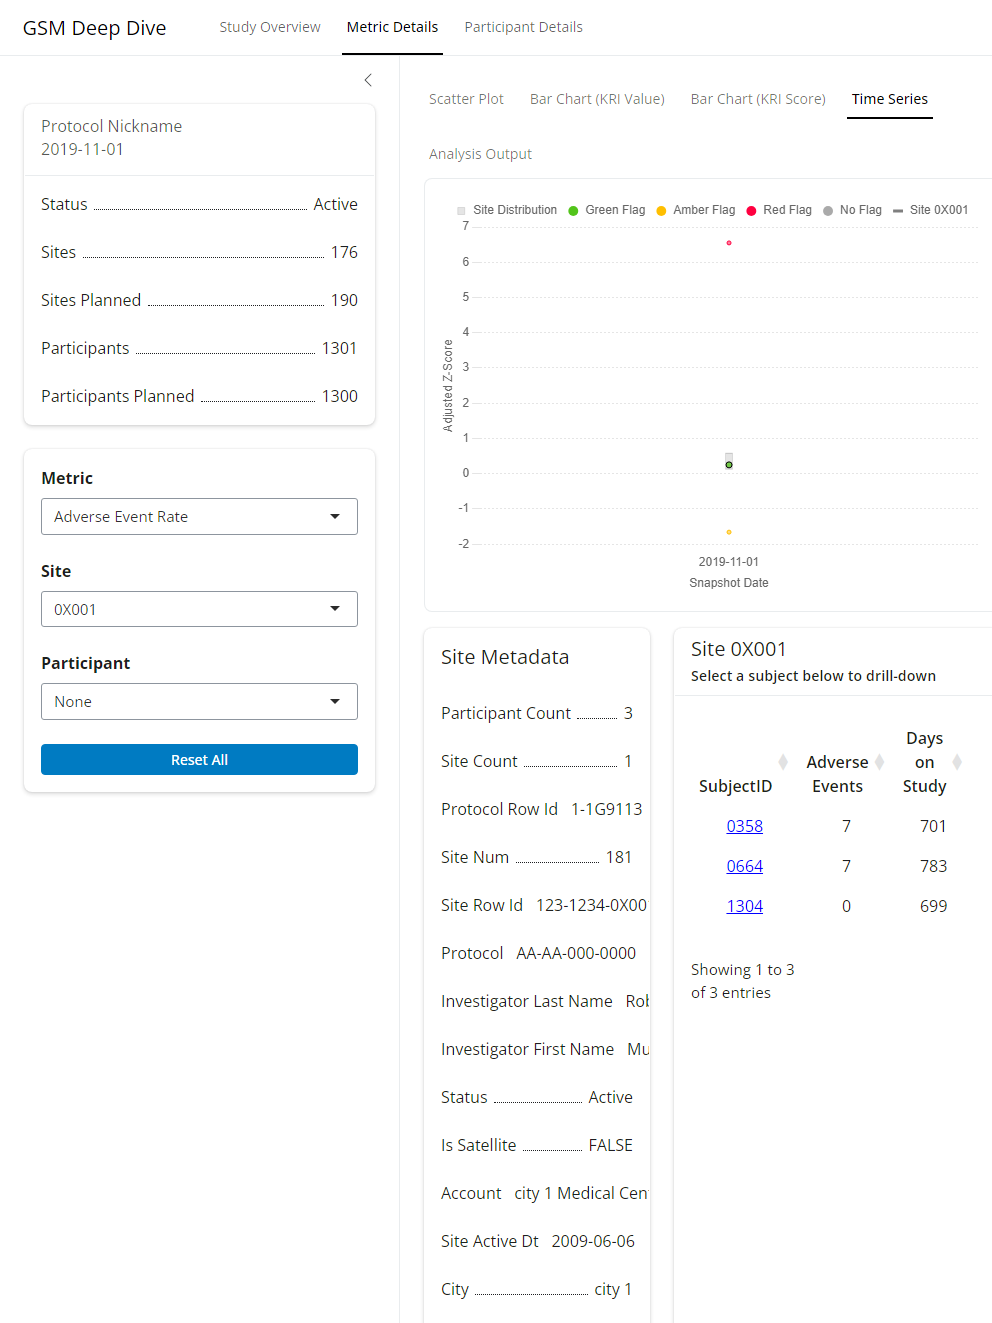 GSM Deep Dive
Study Overview
Metric Details
Participant Details
Protocol Nickname
2019-11-01
Status Active
Sites 176
Sites Planned 190
Participants 1301
Participants Planned 1300
Metric
Adverse Event Rate
Site
0X001
Participant
None
Reset All
Scatter Plot
Bar Chart (KRI Value)
Bar Chart (KRI Score)
Time Series
Analysis Output
Site Distribution Green Flag Amber Flag Red Flag No Flag Site 0X001
7
6
5
4
3
2
1
0
-1
-2
Adjusted Z-Score
2019-11-01
Snapshot Date
Site Metadata
Participant Count 3
Site Count 1
Protocol Row Id 1-1G9113
Site Num 181
Site Row Id 123-1234-0X00
Protocol AA-AA-000-0000
Investigator Last Name
Investigator First Name Mu
Status Active
Is Satellite FALSE
Account city 1 Medical Cen
Site Active Dt 2009-06-06
City city 1
Site 0X001
Select a subject below to drill-down
SubjectID Adverse Events Days on Study
0358 7 701
0664 7 783
1304 0 699
Showing 1 to 3
of 3 entries